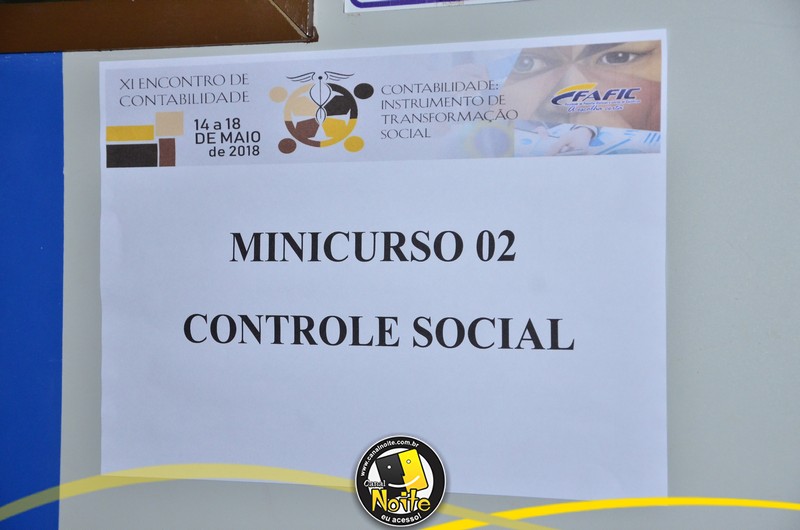 XI ENCONTRO DE
CONTABILIDADE
14 a 18
DE MAIO
de 2018
CONTABILIDADE:
INSTRUMENTO DE
TRANSFORMAÇÃO
SOCIAL
FAFIC
MINICURSO 02
CONTROLE SOCIAL
www.canalnoite.com.br
Canal
Noite
eu acesso!